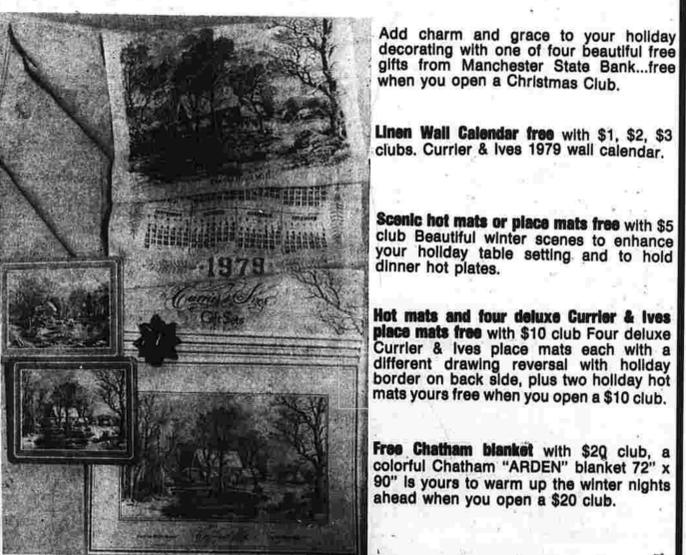 Add charm and grace to your holiday
decorating with one of four beautiful free
gifts from Manchester State Bank...free
when you open a Christmas Club.
Linen Wall Calendar free with $1, $2, $3
clubs. Currier & Ives 1979 wall calendar.
Scenic hot mats or place mats free with $5
club Beautiful winter scenes to enhance
your holiday table setting and to hold
dinner hot plates.
Hot mats and four deluxe Currier & Ives
place mats free with $10 club Four deluxe
Currier & Ives place mats each with a
different drawing reversal with holiday
border on back side, plus two holiday hot
mats yours free when you open a $10 club.
Free Chatham blanket with $20 club, a
colorful Chatham "ARDEN" blanket 72" x
90" is yours to warm up the winter nights
ahead when you open a $20 club.
1979
Currier & Ives
Gift Sets